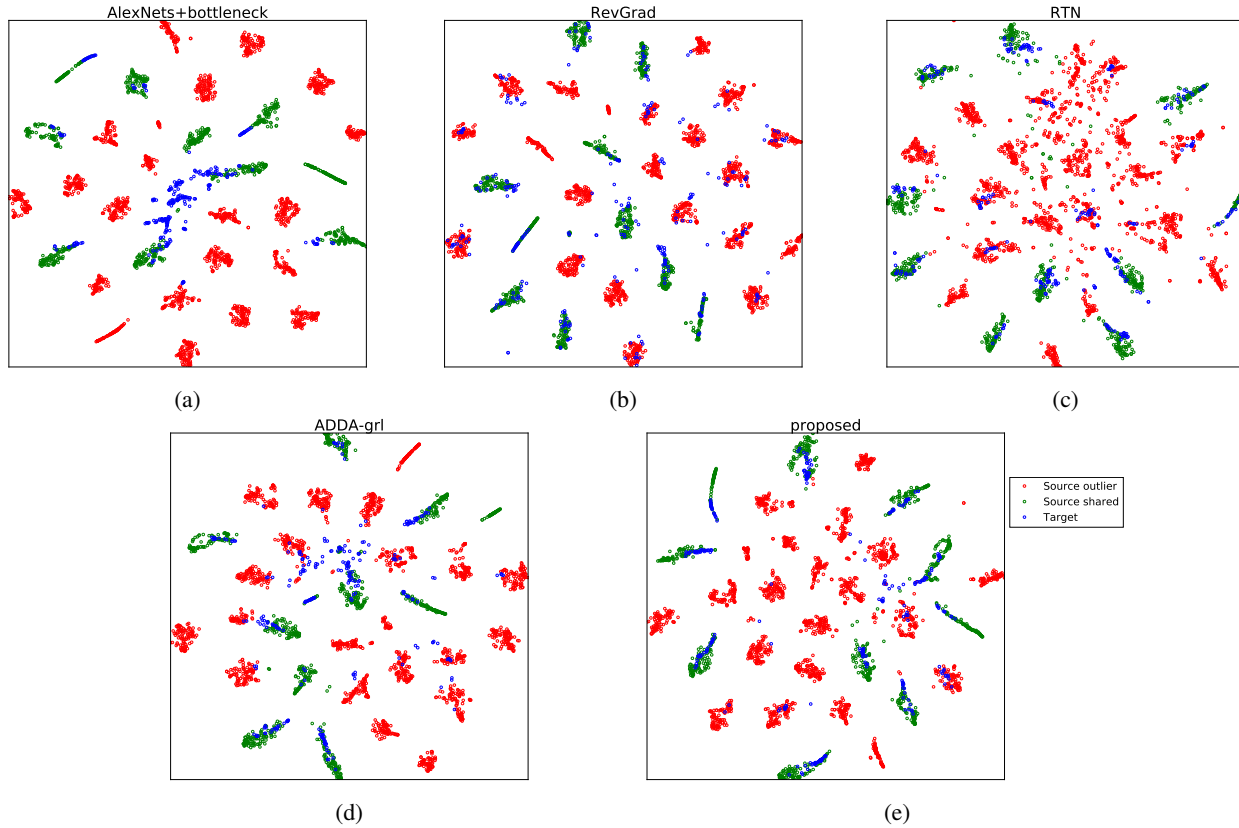 AlexNets+bottleneck
RevGrad
RTN
(a)
(b)
(c)
ADDA-grl
proposed
Source outlier
Source shared
Target
(d)
(e)